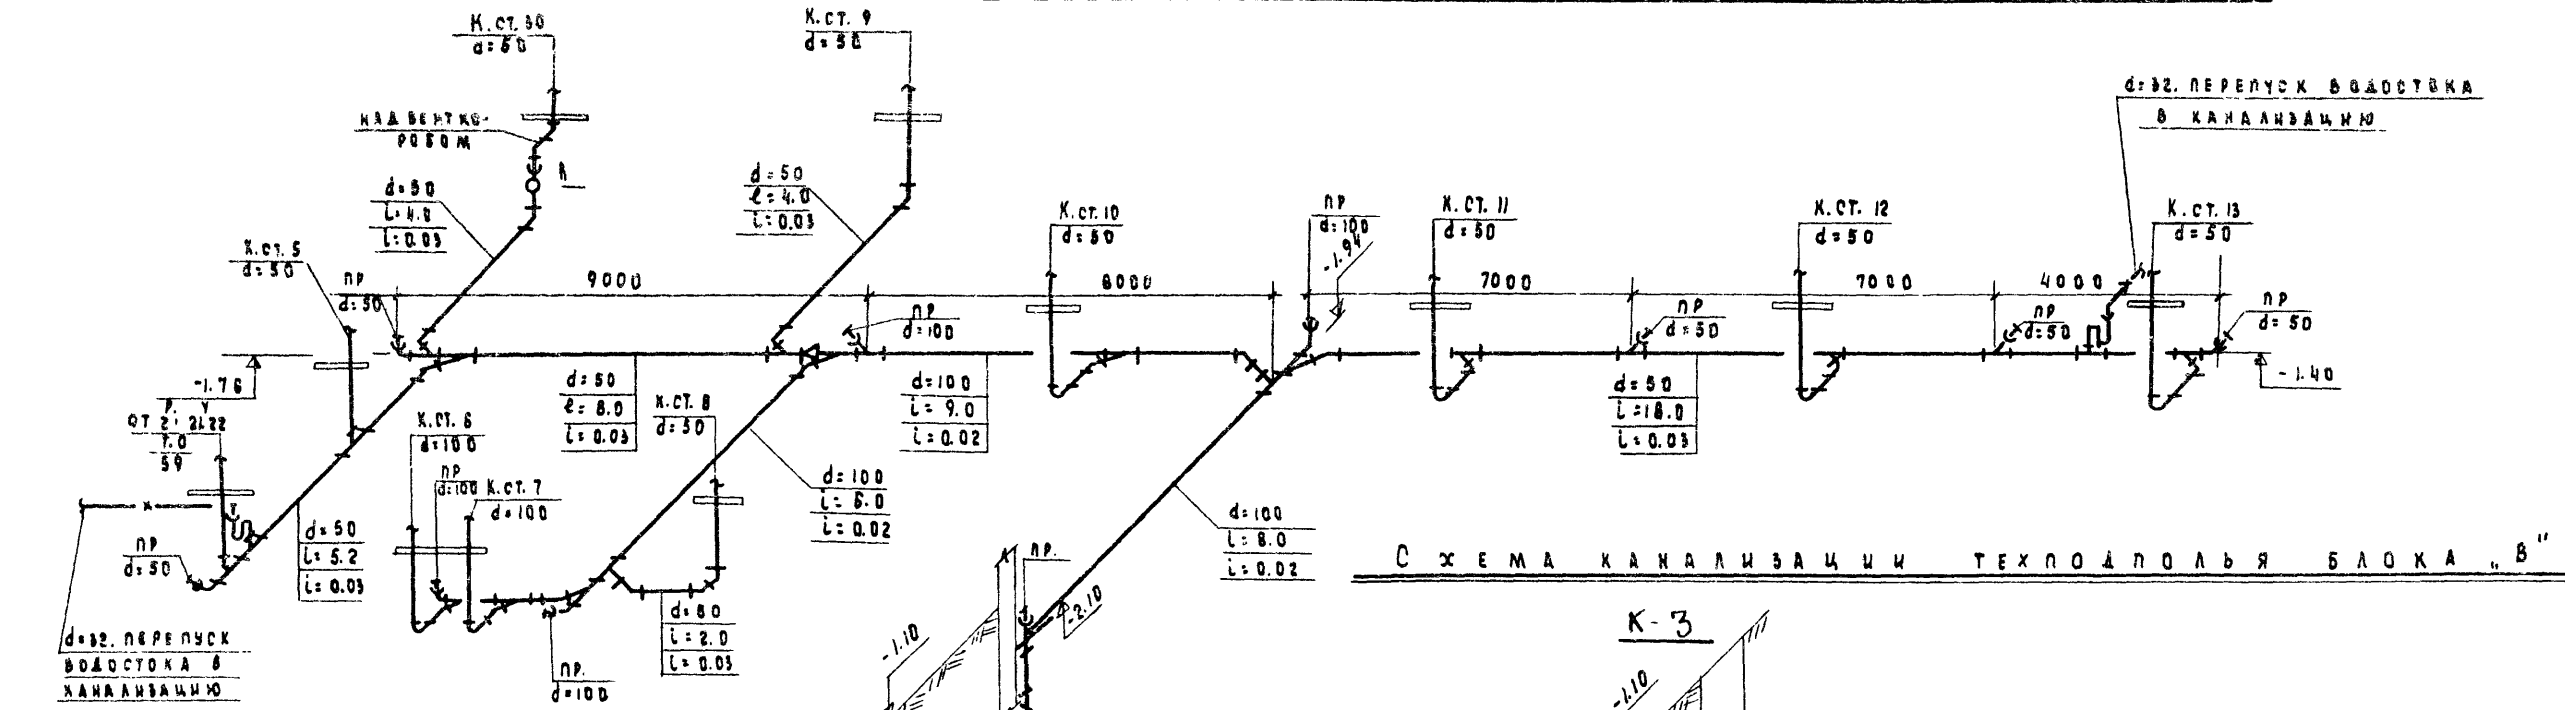 К.СТ. 30
d=50
К.СТ. 9
d=50
d=32. ПЕРЕПУСК ВОДОСТОКА
В КАНАЛИЗАЦИЮ
НАД ВЕНТКО-
РОБОМ
d=50
l=4.0
i=0.03
d=50
l=4.0
i=0.03
К.СТ. 5
d=50
ПР
d=50
9000
К.СТ. 10
d=50
8000
ПР
d=100
-1.94
К.СТ. 11
d=50
7000
К.СТ. 12
d=50
7000
4000
К.СТ. 13
d=50
ПР
d=50
ПР
d=100
ПР
d=50
ПР
d=50
-1.76
-1.40
d=50
l=8.0
i=0.03
d=100
l=9.0
i=0.02
d=50
l=18.0
i=0.03
ОТ
59
К.СТ. 6
d=100
ПР
d=100
К.СТ. 7
d=100
К.СТ. 8
d=50
d=100
l=6.0
i=0.02
d=100
l=8.0
i=0.02
ПР
d=50
d=50
l=5.2
i=0.03
ПР.
СХЕМА КАНАЛИЗАЦИИ ТЕХПОДПОЛЬЯ БЛОКА „В"
-2.10
-1.10
К-3
-1.10
d=32. ПЕРЕПУСК
ВОДОСТОКА В
КАНАЛИЗАЦИЮ
l=2.0
i=0.03
ПР.
d=100